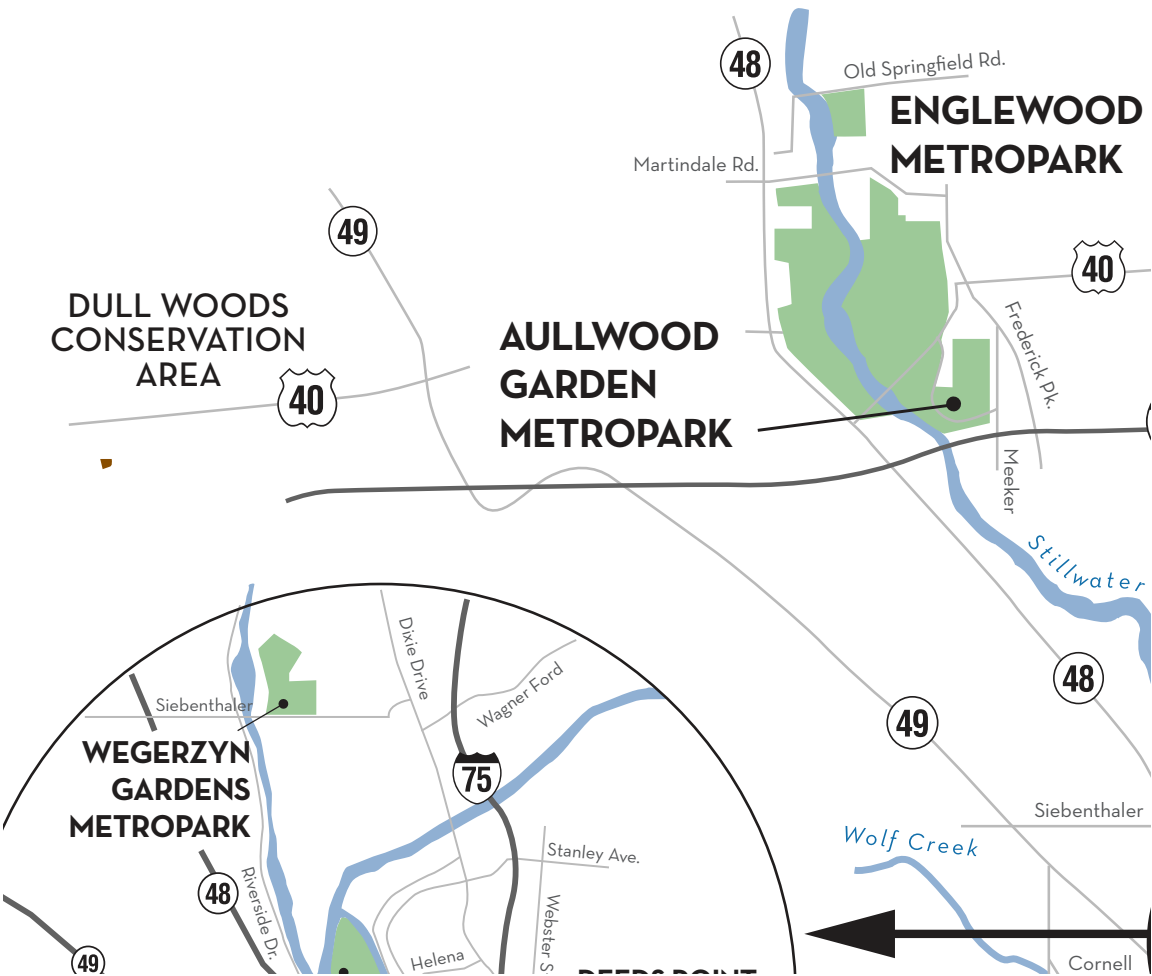 48
Old Springfield Rd.
ENGLEWOOD
METROPARK
Martindale Rd.
49
40
DULL WOODS
CONSERVATION
AREA
40
AULLWOOD
GARDEN
METROPARK
Frederick Pk.
Meeker
Stillwater
48
49
Siebenthaler
Wolf Creek
Cornell
Dixie Drive
Wagner Ford
Siebenthaler
WEGERZYN
GARDENS
METROPARK
75
Stanley Ave.
48
Riverside Dr.
Webster S
Helena
49